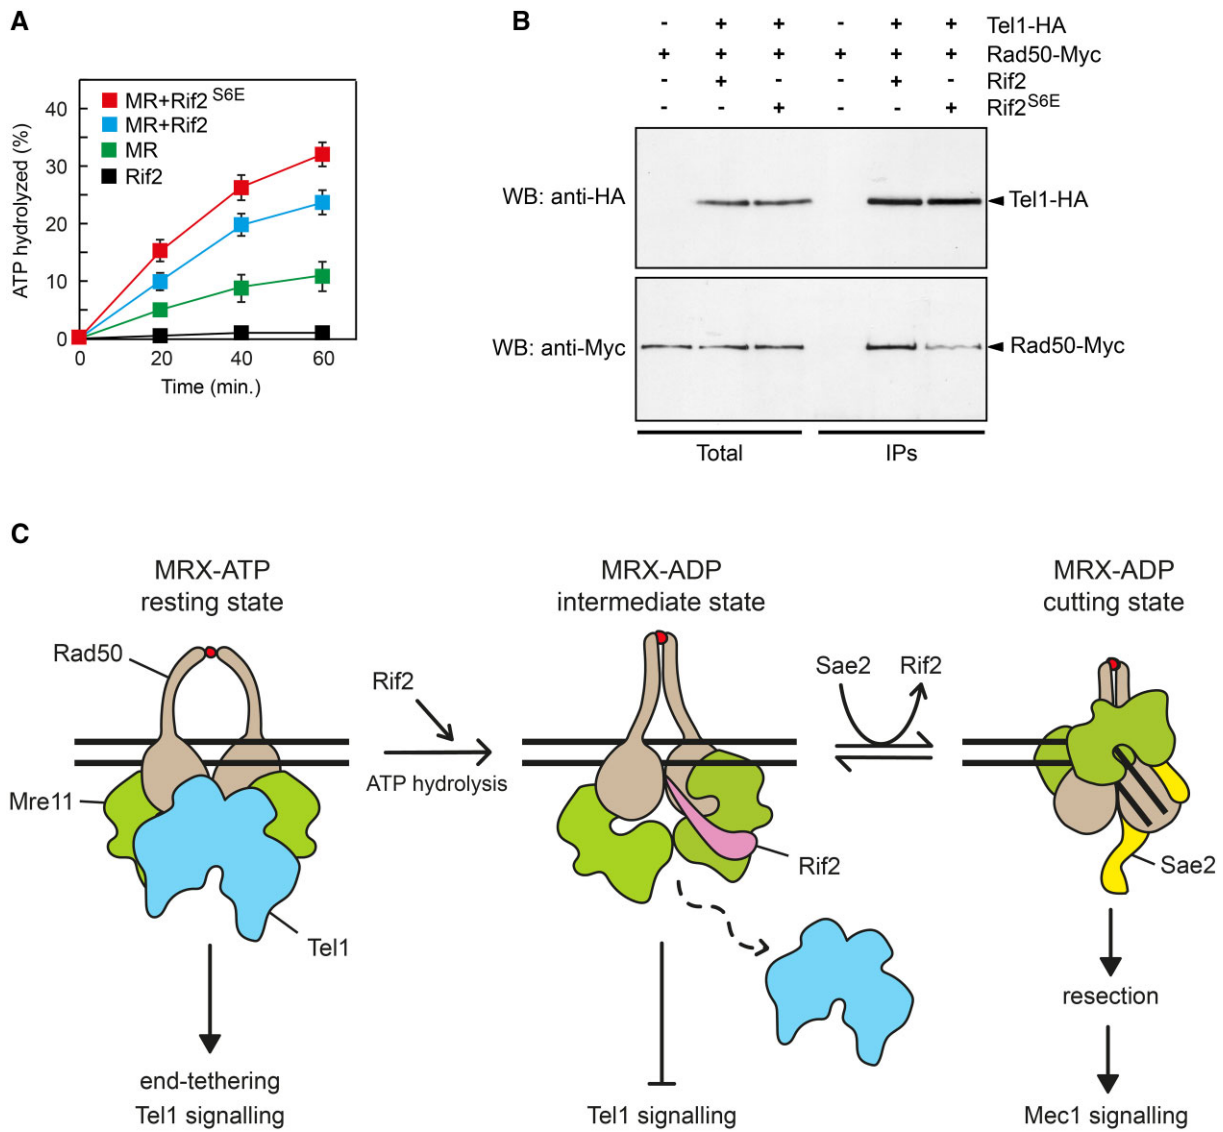 A
ATP hydrolyzed (%)
40
30
20
10
0
MR+Rif2 S6E
MR+Rif2
MR
Rif2
0 20 40 60
Time (min.)
B
- + + - + + Tel1-HA
+ + + + + + Rad50-Myc
- + - - + - Rif2
- - + - - + Rif2S6E
WB: anti-HA
Tel1-HA
WB: anti-Myc
Rad50-Myc
Total IPs
C
MRX-ATP
resting state
Rad50
Mre11
Tel1
end-tethering
Tel1 signalling
Rif2
ATP hydrolysis
MRX-ADP
intermediate state
Rif2
Tel1 signalling
Sae2 Rif2
MRX-ADP
cutting state
Sae2
resection
Mec1 signalling